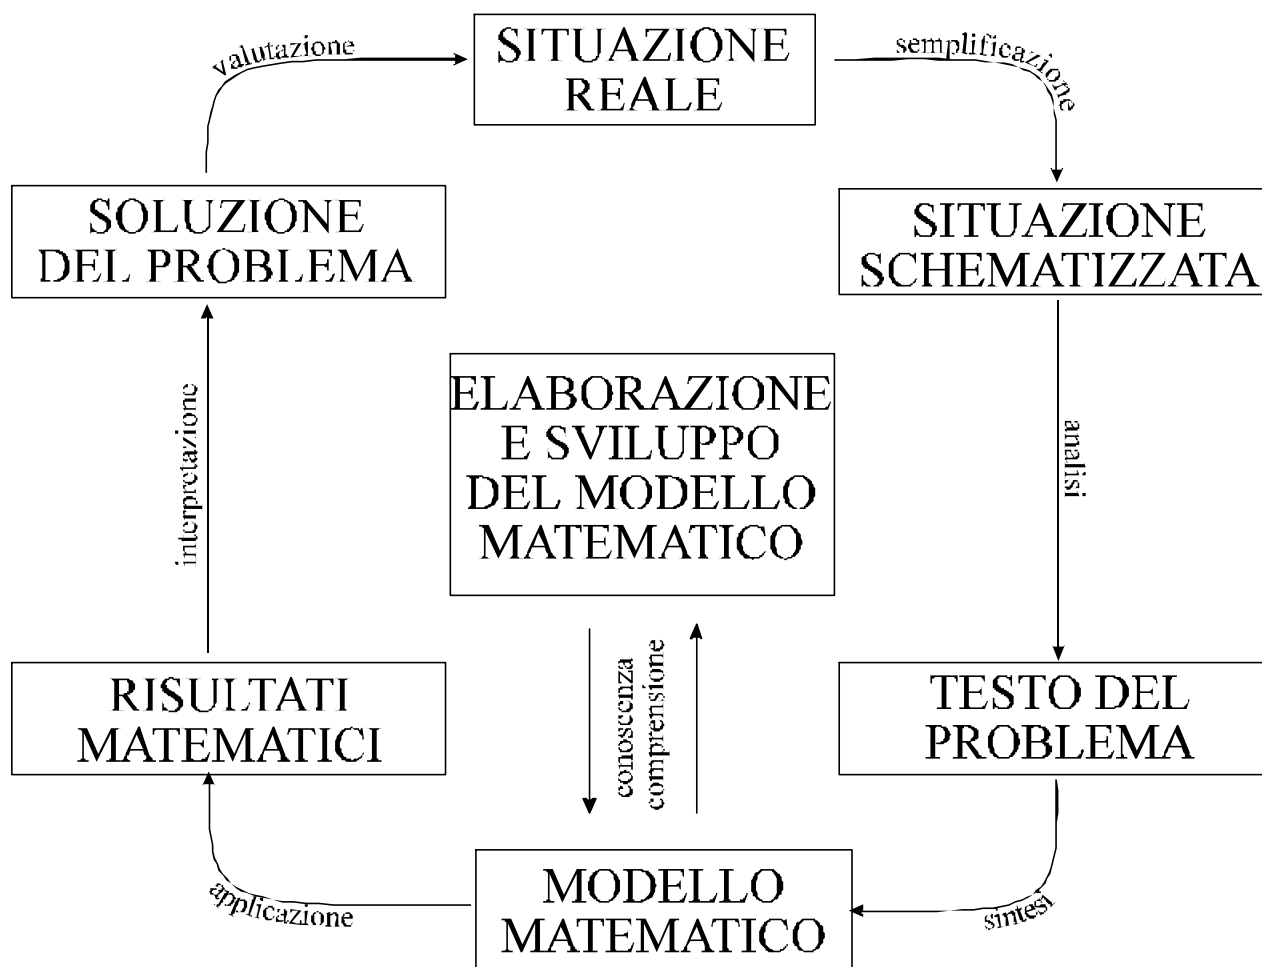 valutazione
SITUAZIONE
REALE
semplificazione
SOLUZIONE
DEL PROBLEMA
SITUAZIONE
SCHEMATIZZATA
ELABORAZIONE
E SVILUPPO
DEL MODELLO
MATEMATICO
interpretazione
analisi
conoscenza
comprensione
RISULTATI
MATEMATICI
TESTO DEL
PROBLEMA
applicazione
MODELLO
MATEMATICO
sintesi